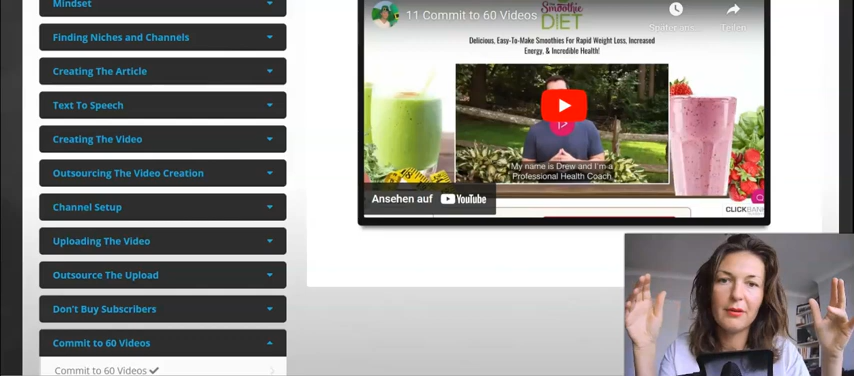 Mindset
Finding Niches and Channels
Creating The Article
Text To Speech
Creating The Video
Outsourcing The Video Creation
Channel Setup
Uploading The Video
Outsource The Upload
Don't Buy Subscribers
Commit to 60 Videos
Commit to 60 Videos
11 Commit to 60 Videos
Smoothie
DIET
Später ans...
Teilen
Delicious, Easy-To-Make Smoothies For Rapid Weight Loss, Increased
Energy, & Incredible Health!
My name is Drew and I'm a
Professional Health Coach
Ansehen auf YouTube
CLICKBANK